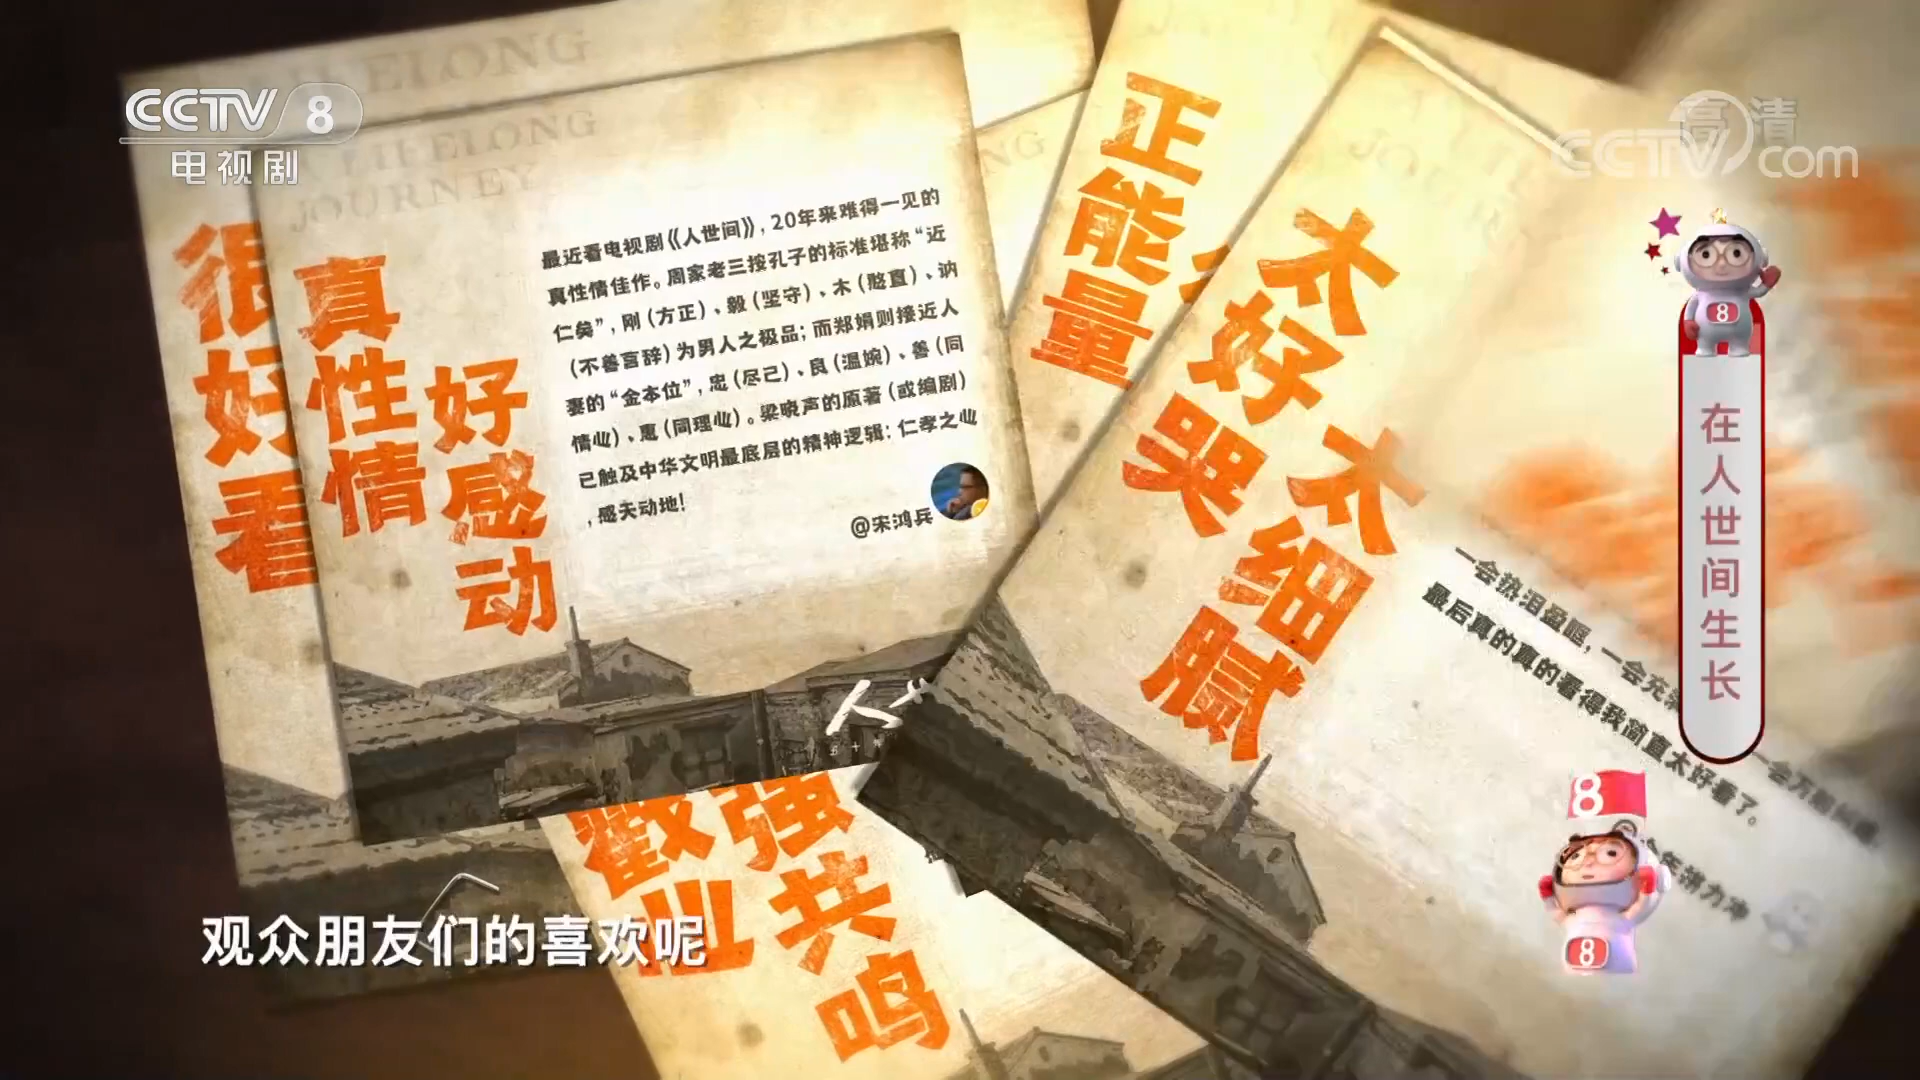 CCTV 8
电视剧
高清
CCTV com
A LIFELONG
JOURNEY
很好看
真性情
好感动
最近看电视剧《人世间》，20年来难得一见的
真性情佳作。周家老三按孔子的标准堪称“近
仁矣”，刚（方正）、毅（坚守）、木（憨直）、讷
（不善言辞）为男人之极品；而郑娟则接近人
妻的“金本位”，忠（尽己）、良（温婉）、善（同
情心）、惠（同理心）。梁晓声的原著（或编剧）
已触及中华文明最底层的精神逻辑：仁孝之心
，感天动地！
@宋鸿兵
正能量
太好哭
太细腻
一会热泪盈眶，一会充
一会万
最后真的真的看得我简直太好看了。
强共鸣
在人世间生长
8
8
8
观众朋友们的喜欢呢